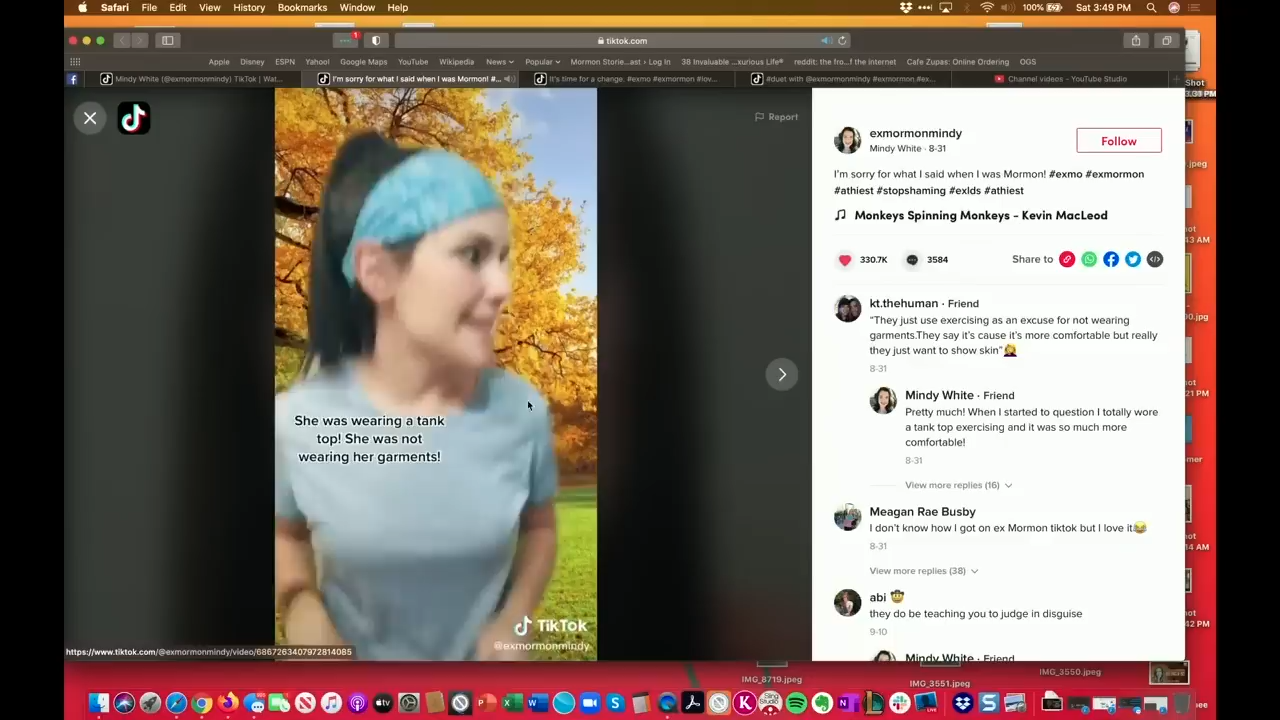 Safari File Edit View History Bookmarks Window Help
100% Sat 3:49 PM
tiktok.com
Apple Disney ESPN Yahoo! Google Maps YouTube Wikipedia News Popular Mormon Storie...ast › Log In 38 Invaluable ...xurious Life® reddit: the fro...f the internet Cafe Zupas: Online Ordering OGS
Mindy White (@exmormonmindy) TikTok | Wat...
I'm sorry for what I said when I was Mormon! #...
It's time for a change. #exmo #exmormon #lov...
#duet with @exmormonmindy #exmormon,#ex...
Channel videos - YouTube Studio
Report
She was wearing a tank
top! She was not
wearing her garments!
TikTok
@exmormonmindy
https://www.tiktok.com/@exmormonmindy/video/6867263407972814085
exmormonmindy
Mindy White · 8-31
Follow
I'm sorry for what I said when I was Mormon! #exmo #exmormon
#athiest #stopshaming #exlds #athiest
Monkeys Spinning Monkeys - Kevin MacLeod
330.7K 3584 Share to
kt.thehuman · Friend
"They just use exercising as an excuse for not wearing
garments.They say it's cause it's more comfortable but really
they just want to show skin"
8-31
Mindy White · Friend
Pretty much! When I started to question I totally wore
a tank top exercising and it was so much more
comfortable!
8-31
View more replies (16)
Meagan Rae Busby
I don't know how I got on ex Mormon tiktok but I love it
8-31
View more replies (38)
abi
they do be teaching you to judge in disguise
9-10
Mindy White · Friend
IMG_8719.jpeg
IMG_3551.jpeg
IMG_3550.jpeg